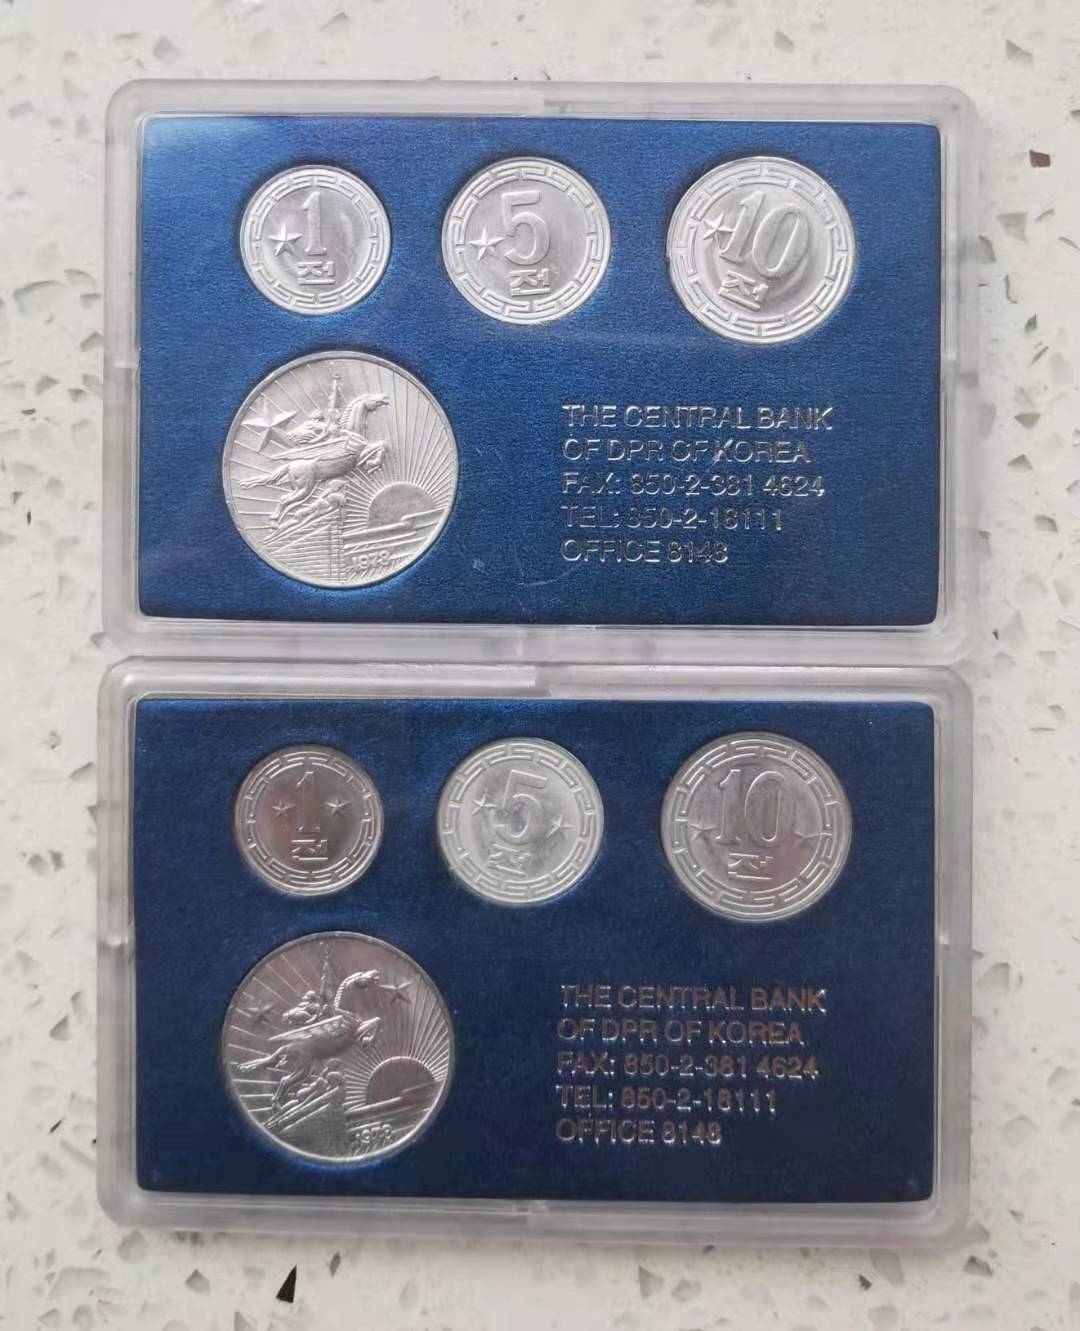 1
전
5
전
10
전
1978
THE CENTRAL BANK
OF DPR OF KOREA
FAX: 850-2-381 4624
TEL: 850-2-18111
OFFICE 8148
1
전
5
전
10
전
1978
THE CENTRAL BANK
OF DPR OF KOREA
FAX: 850-2-381 4624
TEL: 850-2-18111
OFFICE 8148